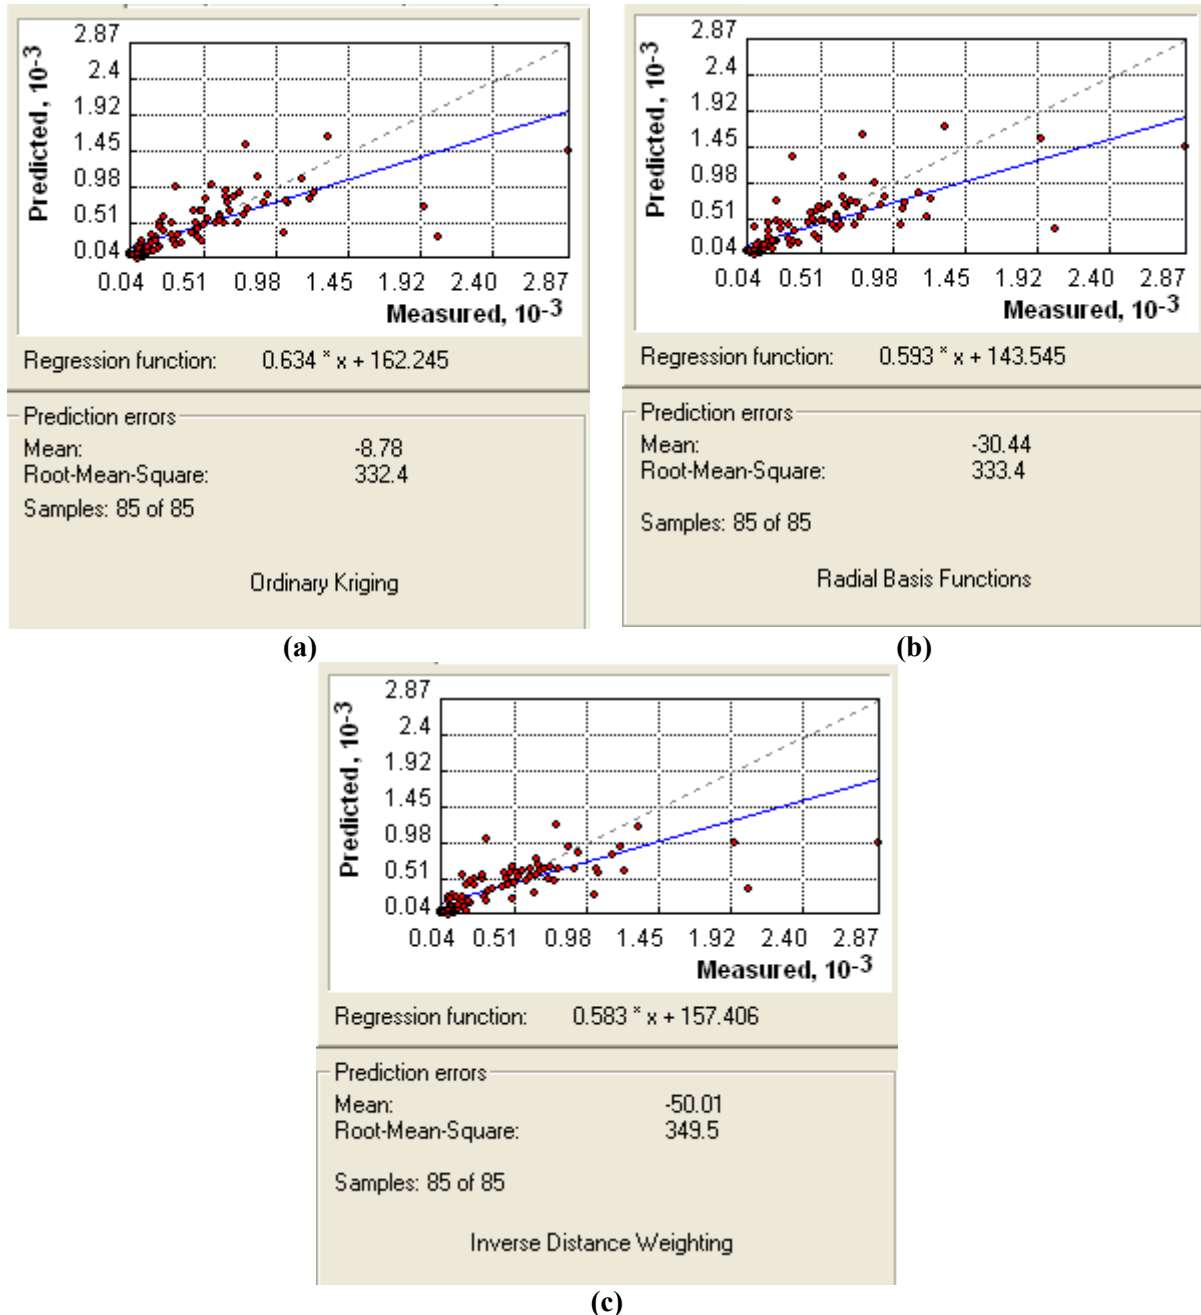 2.87
2.4
1.92
1.45
0.98
0.51
0.04
Predicted, 10-3
0.04 0.51 0.98 1.45 1.92 2.40 2.87
Measured, 10-3
Regression function: 0.634 * x + 162.245
Prediction errors
Mean: -8.78
Root-Mean-Square: 332.4
Samples: 85 of 85
Ordinary Kriging
(a)
2.87
2.4
1.92
1.45
0.98
0.51
0.04
Predicted, 10-3
0.04 0.51 0.98 1.45 1.92 2.40 2.87
Measured, 10-3
Regression function: 0.593 * x + 143.545
Prediction errors
Mean: -30.44
Root-Mean-Square: 333.4
Samples: 85 of 85
Radial Basis Functions
(b)
2.87
2.4
1.92
1.45
0.98
0.51
0.04
Predicted, 10-3
0.04 0.51 0.98 1.45 1.92 2.40 2.87
Measured, 10-3
Regression function: 0.583 * x + 157.406
Prediction errors
Mean: -50.01
Root-Mean-Square: 349.5
Samples: 85 of 85
Inverse Distance Weighting
(c)